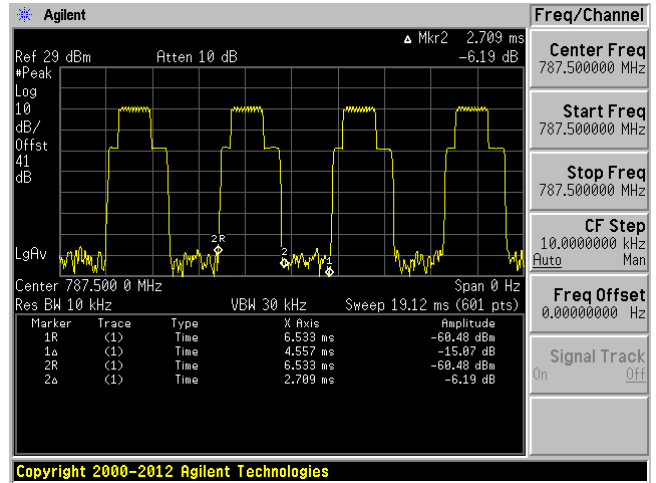 Agilent
Freq/Channel
Δ Mkr2 2.709 ms
Ref 29 dBm Atten 10 dB -6.19 dB
#Peak
Log
10
dB/
Offst
41
dB
LgAv
2R
2
1
Center 787.500 0 MHz Span 0 Hz
Res BW 10 kHz VBW 30 kHz Sweep 19.12 ms (601 pts)
Marker Trace Type X Axis Amplitude
1R (1) Time 6.533 ms -60.48 dBm
1Δ (1) Time 4.557 ms -15.07 dB
2R (1) Time 6.533 ms -60.48 dBm
2Δ (1) Time 2.709 ms -6.19 dB
Center Freq
787.500000 MHz
Start Freq
787.500000 MHz
Stop Freq
787.500000 MHz
CF Step
10.0000000 kHz
Auto Man
Freq Offset
0.00000000 Hz
Signal Track
On Off
Copyright 2000-2012 Agilent Technologies